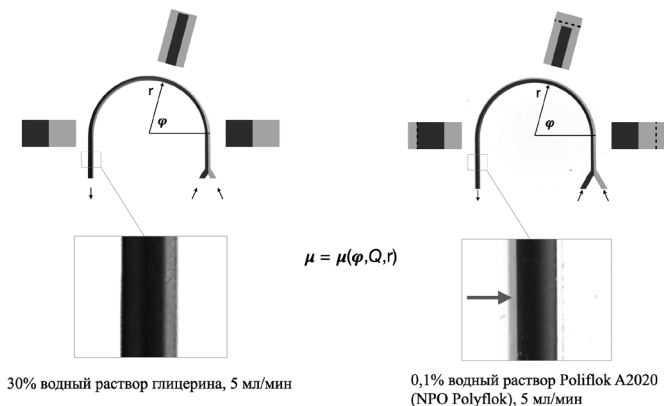 r
φ
r
φ
μ = μ(φ,Q,r)
30% водный раствор глицерина, 5 мл/мин
0,1% водный раствор Poliflok A2020
(NPO Polyflok), 5 мл/мин